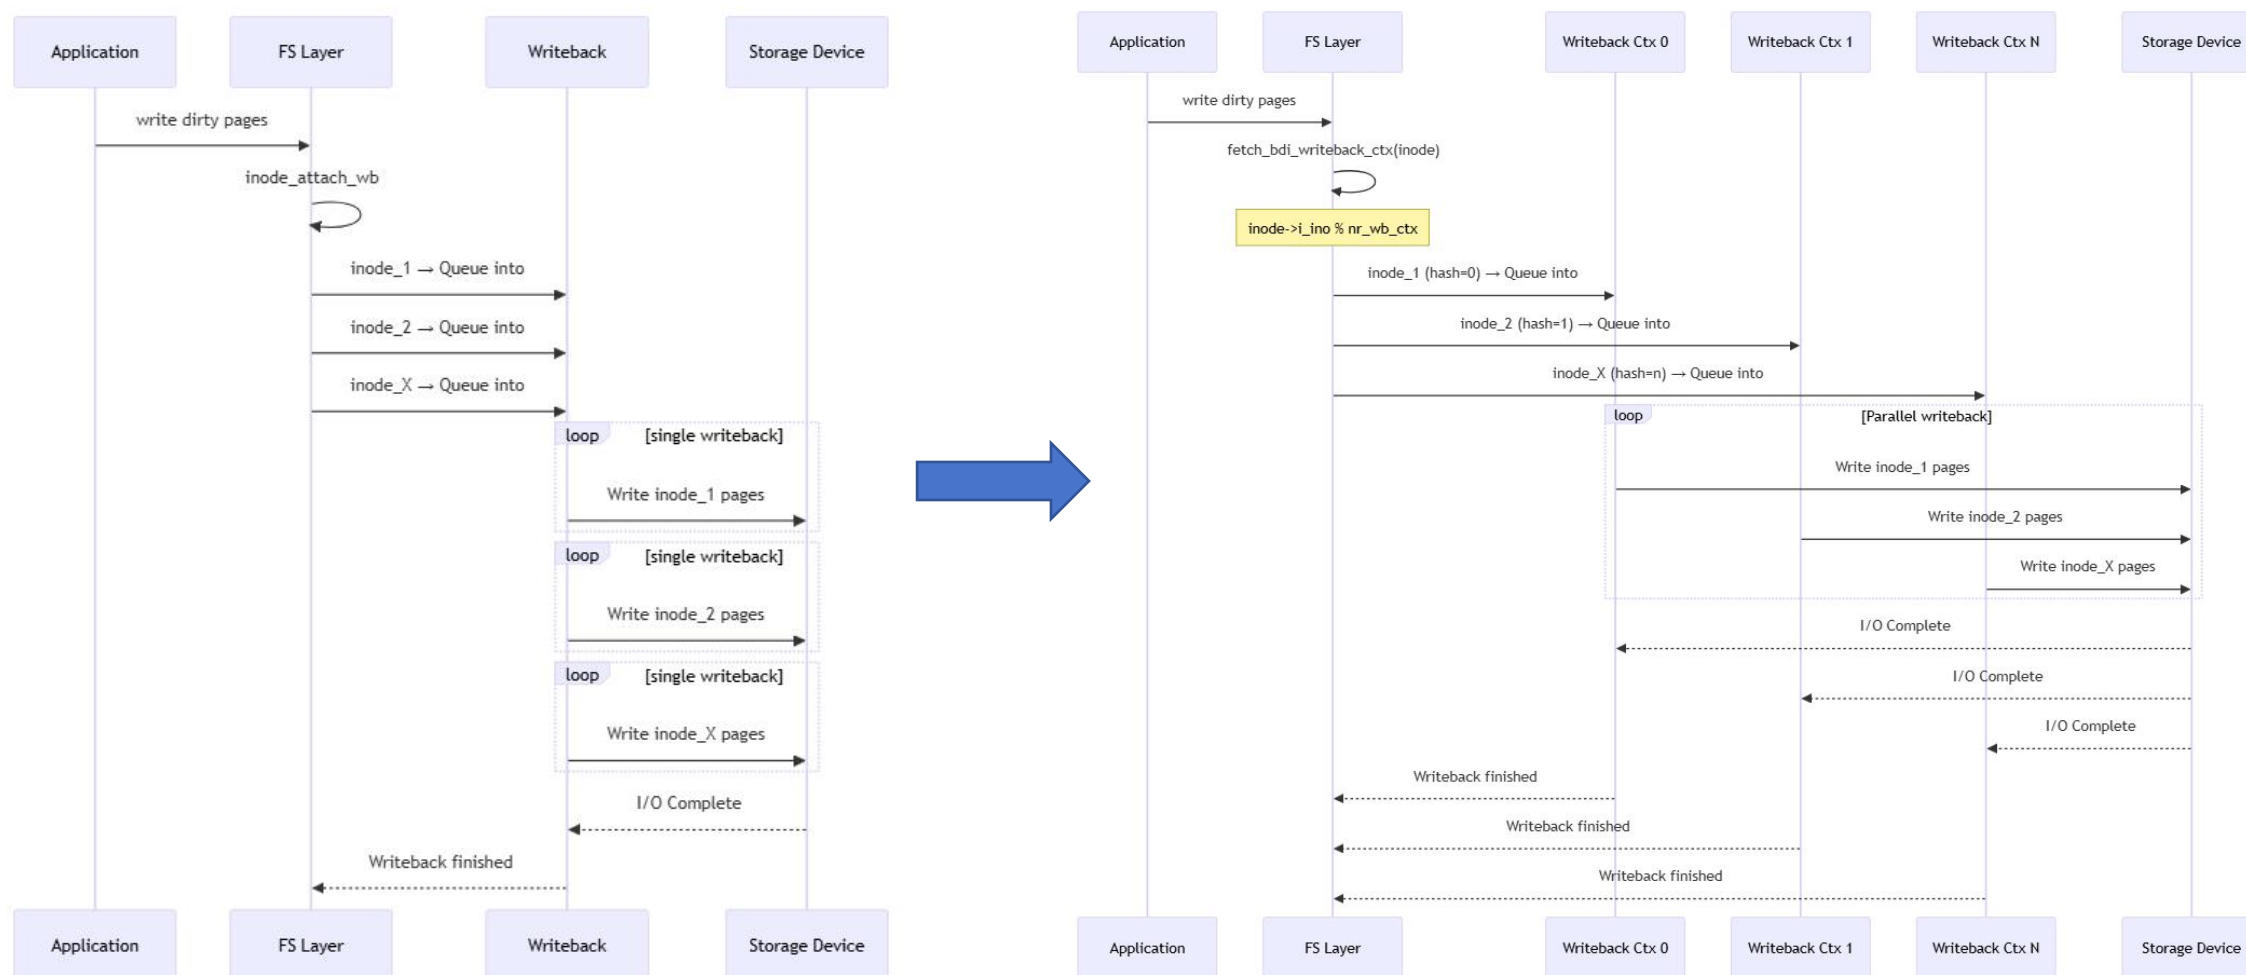 Application
FS Layer
Writeback
Storage Device
write dirty pages
inode_attach_wb
inode_1 → Queue into
inode_2 → Queue into
inode_X → Queue into
loop [single writeback]
Write inode_1 pages
loop [single writeback]
Write inode_2 pages
loop [single writeback]
Write inode_X pages
I/O Complete
Writeback finished
Application
FS Layer
Writeback
Storage Device
Application
FS Layer
Writeback Ctx 0
Writeback Ctx 1
Writeback Ctx N
Storage Device
write dirty pages
fetch_bdi_writeback_ctx(inode)
inode->i_ino % nr_wb_ctx
inode_1 (hash=0) → Queue into
inode_2 (hash=1) → Queue into
inode_X (hash=n) → Queue into
loop [Parallel writeback]
Write inode_1 pages
Write inode_2 pages
Write inode_X pages
I/O Complete
I/O Complete
I/O Complete
Writeback finished
Writeback finished
Writeback finished
Application
FS Layer
Writeback Ctx 0
Writeback Ctx 1
Writeback Ctx N
Storage Device